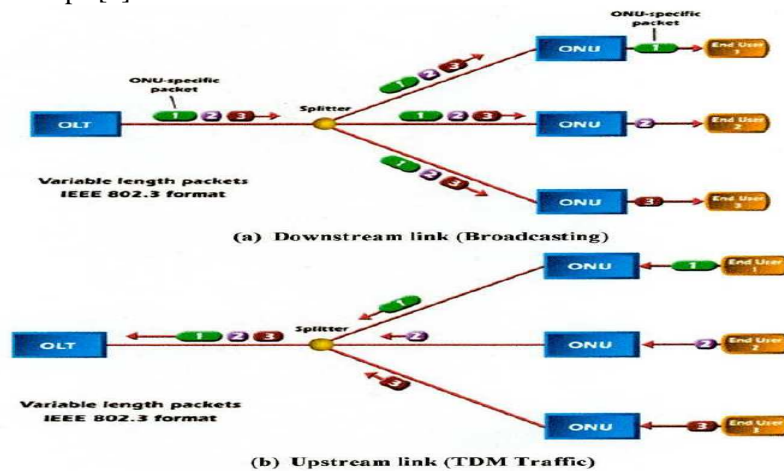 ONU-specific
packet
ONU
1
End User
1
1 2 3
ONU-specific
packet
OLT
1 2 3
Splitter
1 2 3
ONU
2
End User
2
Variable length packets
IEEE 802.3 format
1 2 3
ONU
3
End User
3
(a) Downstream link (Broadcasting)
ONU
1
End User
1
1
OLT
1 2 3
Splitter
2
ONU
2
End User
2
3
Variable length packets
IEEE 802.3 format
ONU
3
End User
3
(b) Upstream link (TDM Traffic)